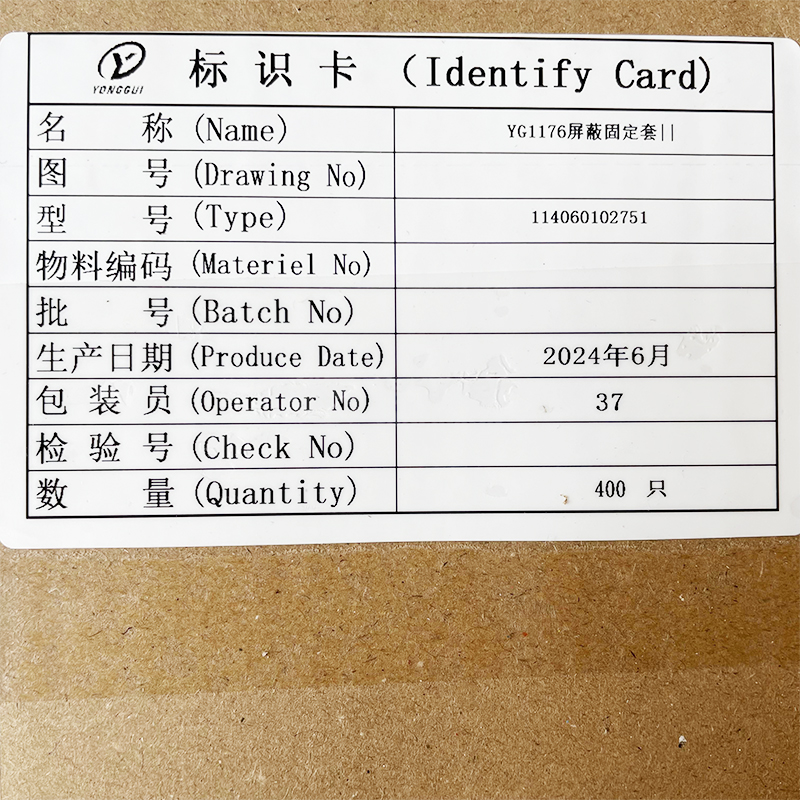 YONGGUI
标识卡 (Identify Card)
名称 (Name) YG1176屏蔽固定套||
图号 (Drawing No)
型号 (Type) 114060102751
物料编码 (Materiel No)
批号 (Batch No)
生产日期 (Produce Date) 2024年6月
包装员 (Operator No) 37
检验号 (Check No)
数量 (Quantity) 400 只